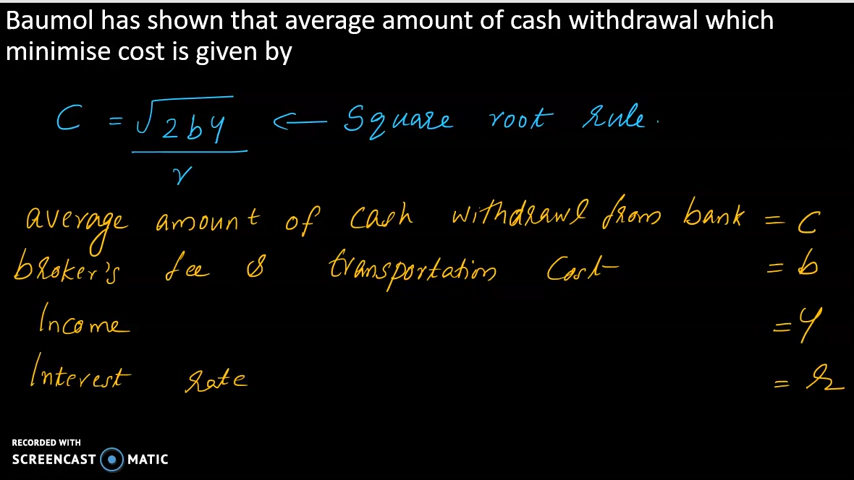 Baumol has shown that average amount of cash withdrawal which
minimise cost is given by
C = √2bY / r ← Square root rule.
average amount of cash withdrawl from bank = C
broker's fee & transportation cost = b
Income = Y
Interest rate = r
RECORDED WITH
SCREENCAST MATIC